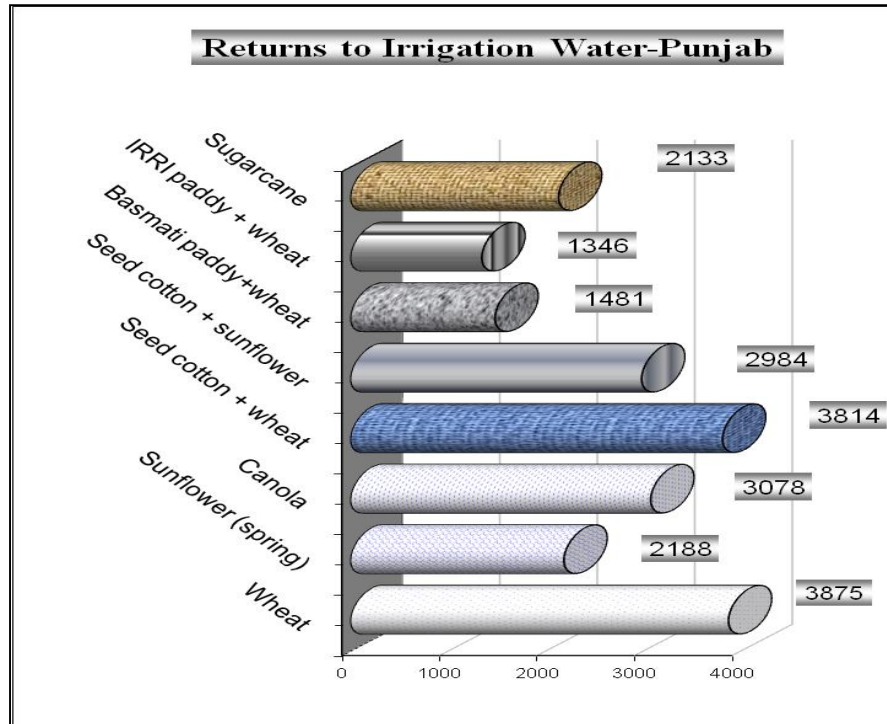 Returns to Irrigation Water-Punjab
Sugarcane
2133
IRRI paddy + wheat
1346
Basmati paddy+wheat
1481
Seed cotton + sunflower
2984
Seed cotton + wheat
3814
Canola
3078
Sunflower (spring)
2188
Wheat
3875
0 1000 2000 3000 4000